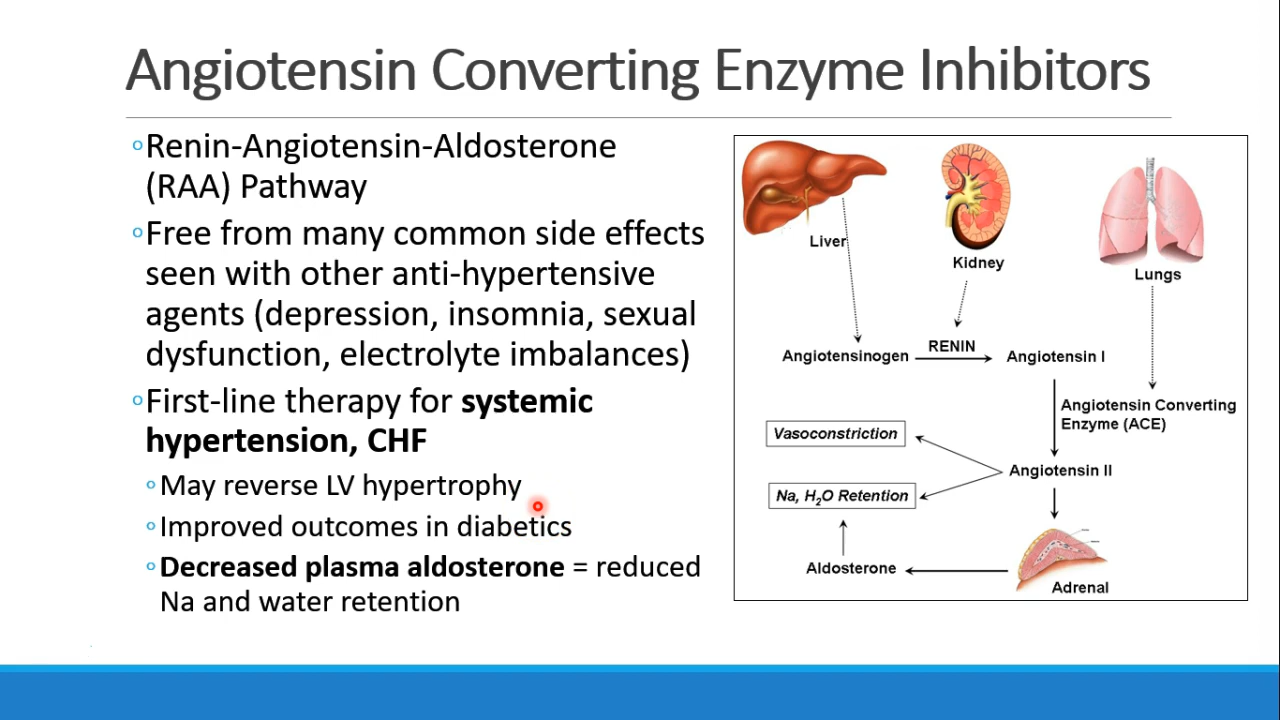 Angiotensin Converting Enzyme Inhibitors
Renin-Angiotensin-Aldosterone
(RAA) Pathway
Free from many common side effects
seen with other anti-hypertensive
agents (depression, insomnia, sexual
dysfunction, electrolyte imbalances)
First-line therapy for systemic
hypertension, CHF
May reverse LV hypertrophy
Improved outcomes in diabetics
Decreased plasma aldosterone = reduced
Na and water retention
Liver
Kidney
Lungs
Angiotensinogen
RENIN
Angiotensin I
Angiotensin Converting
Enzyme (ACE)
Vasoconstriction
Angiotensin II
Na, H₂O Retention
Aldosterone
Adrenal